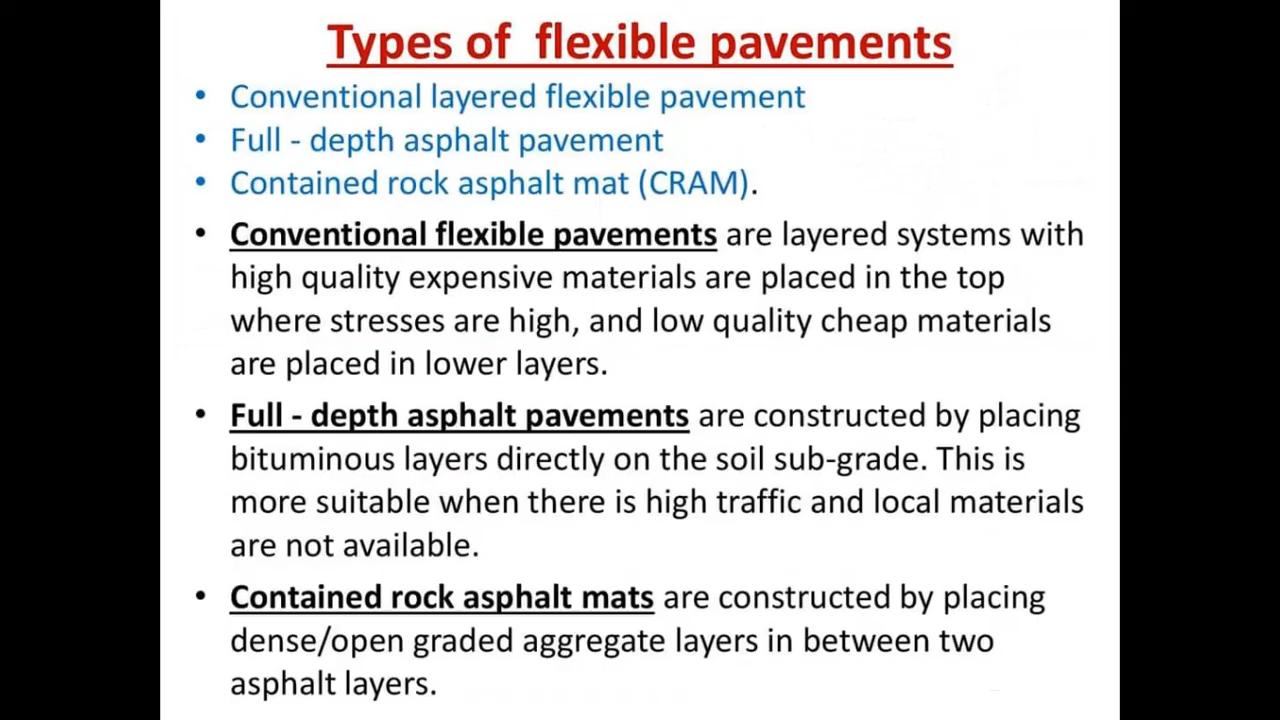 Types of flexible pavements
• Conventional layered flexible pavement
• Full - depth asphalt pavement
• Contained rock asphalt mat (CRAM).
• Conventional flexible pavements are layered systems with
high quality expensive materials are placed in the top
where stresses are high, and low quality cheap materials
are placed in lower layers.
• Full - depth asphalt pavements are constructed by placing
bituminous layers directly on the soil sub-grade. This is
more suitable when there is high traffic and local materials
are not available.
• Contained rock asphalt mats are constructed by placing
dense/open graded aggregate layers in between two
asphalt layers.